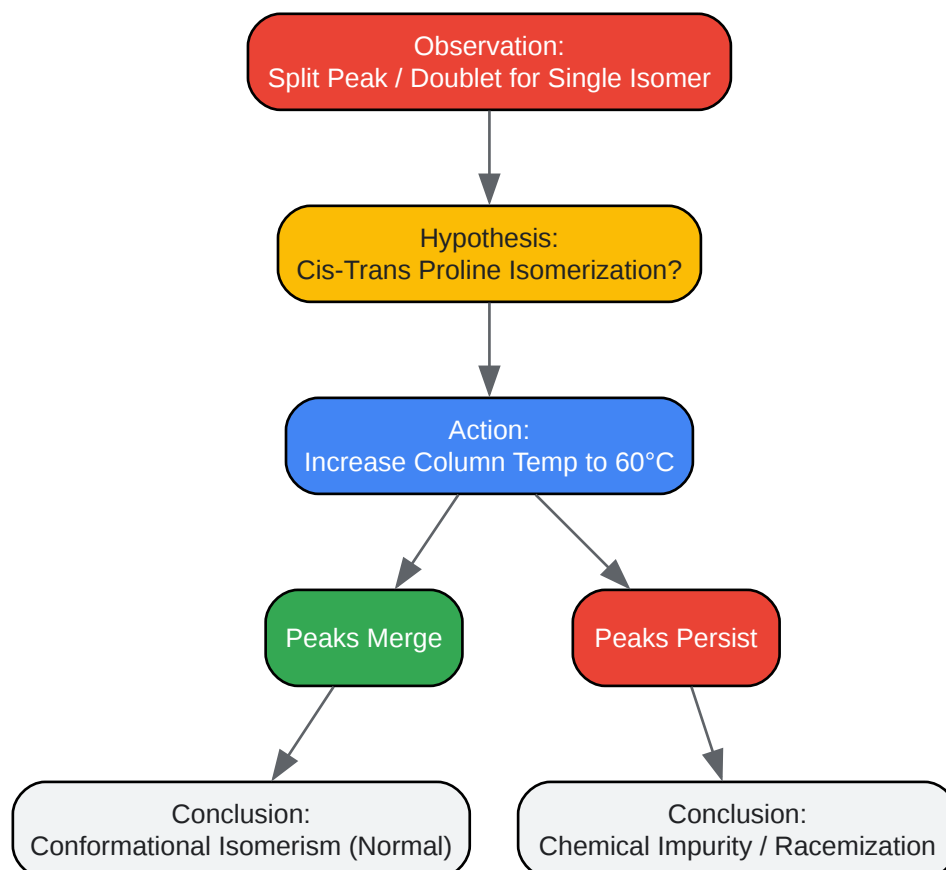 Observation:
Split Peak / Doublet for Single Isomer
Hypothesis:
Cis-Trans Proline Isomerization?
Action:
Increase Column Temp to 60°C
Peaks Merge
Peaks Persist
Conclusion:
Conformational Isomerism (Normal)
Conclusion:
Chemical Impurity / Racemization